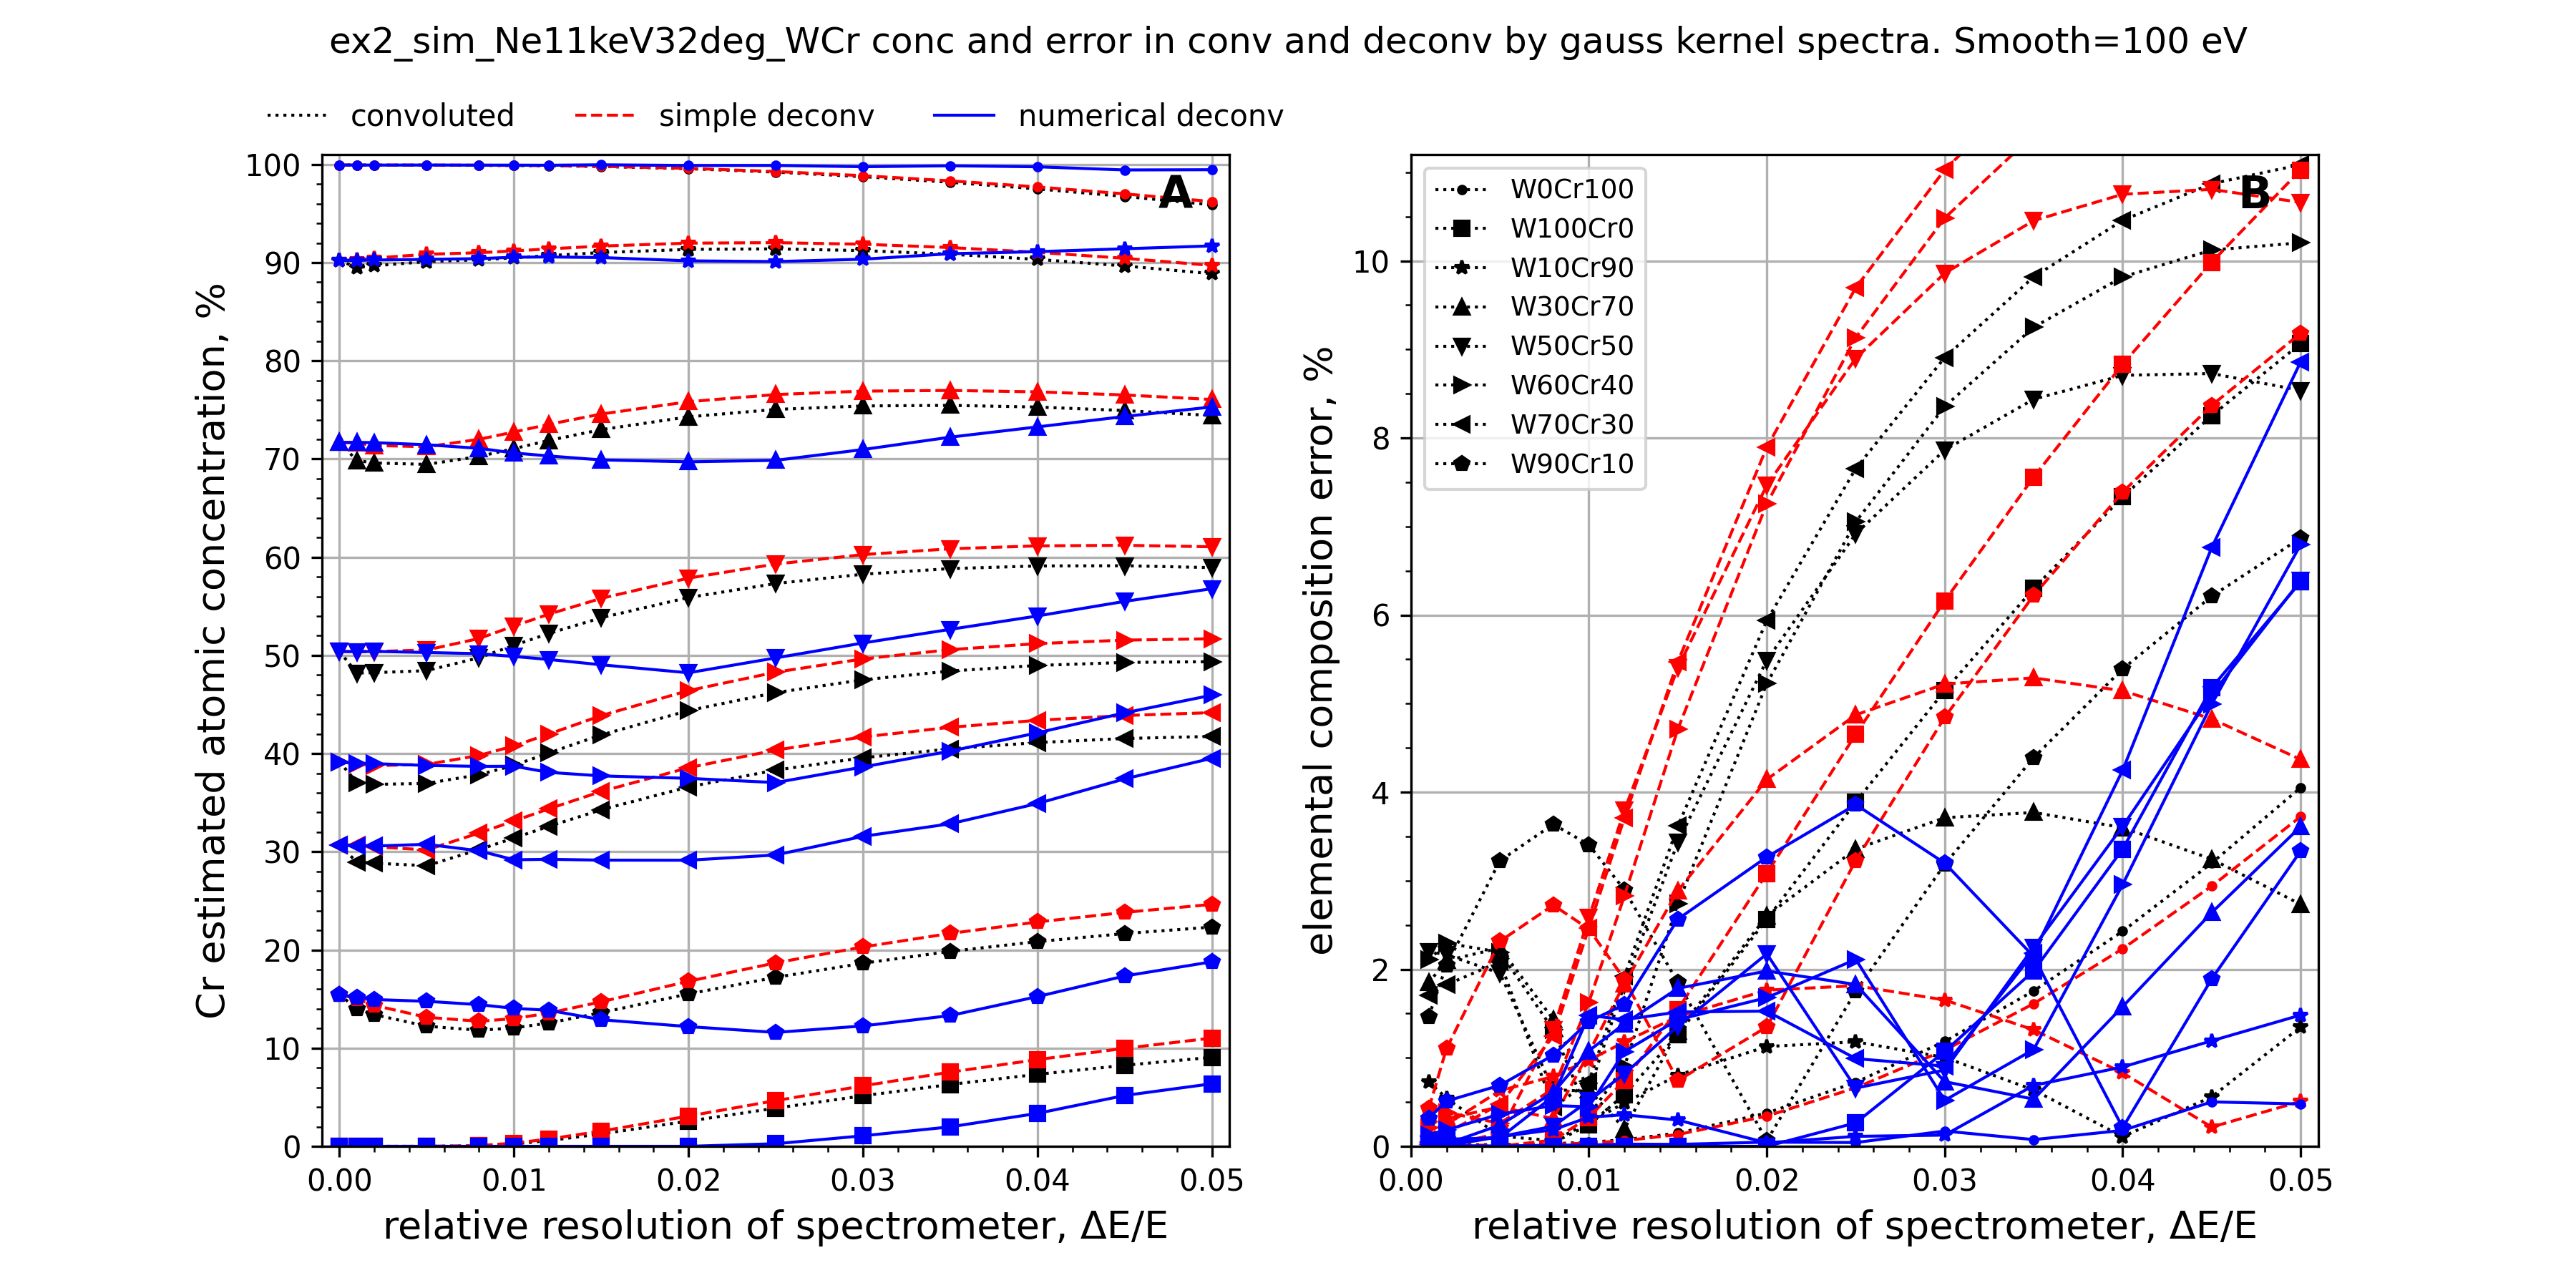 ex2_sim_Ne11keV32deg_WCr conc and error in conv and deconv by gauss kernel spectra. Smooth=100 eV
convoluted
simple deconv
numerical deconv
Cr estimated atomic concentration, %
100
90
80
70
60
50
40
30
20
10
0
A
0.00
0.01
0.02
0.03
0.04
0.05
relative resolution of spectrometer, ΔE/E
elemental composition error, %
10
8
6
4
2
0
B
W0Cr100
W100Cr0
W10Cr90
W30Cr70
W50Cr50
W60Cr40
W70Cr30
W90Cr10
0.00
0.01
0.02
0.03
0.04
0.05
relative resolution of spectrometer, ΔE/E